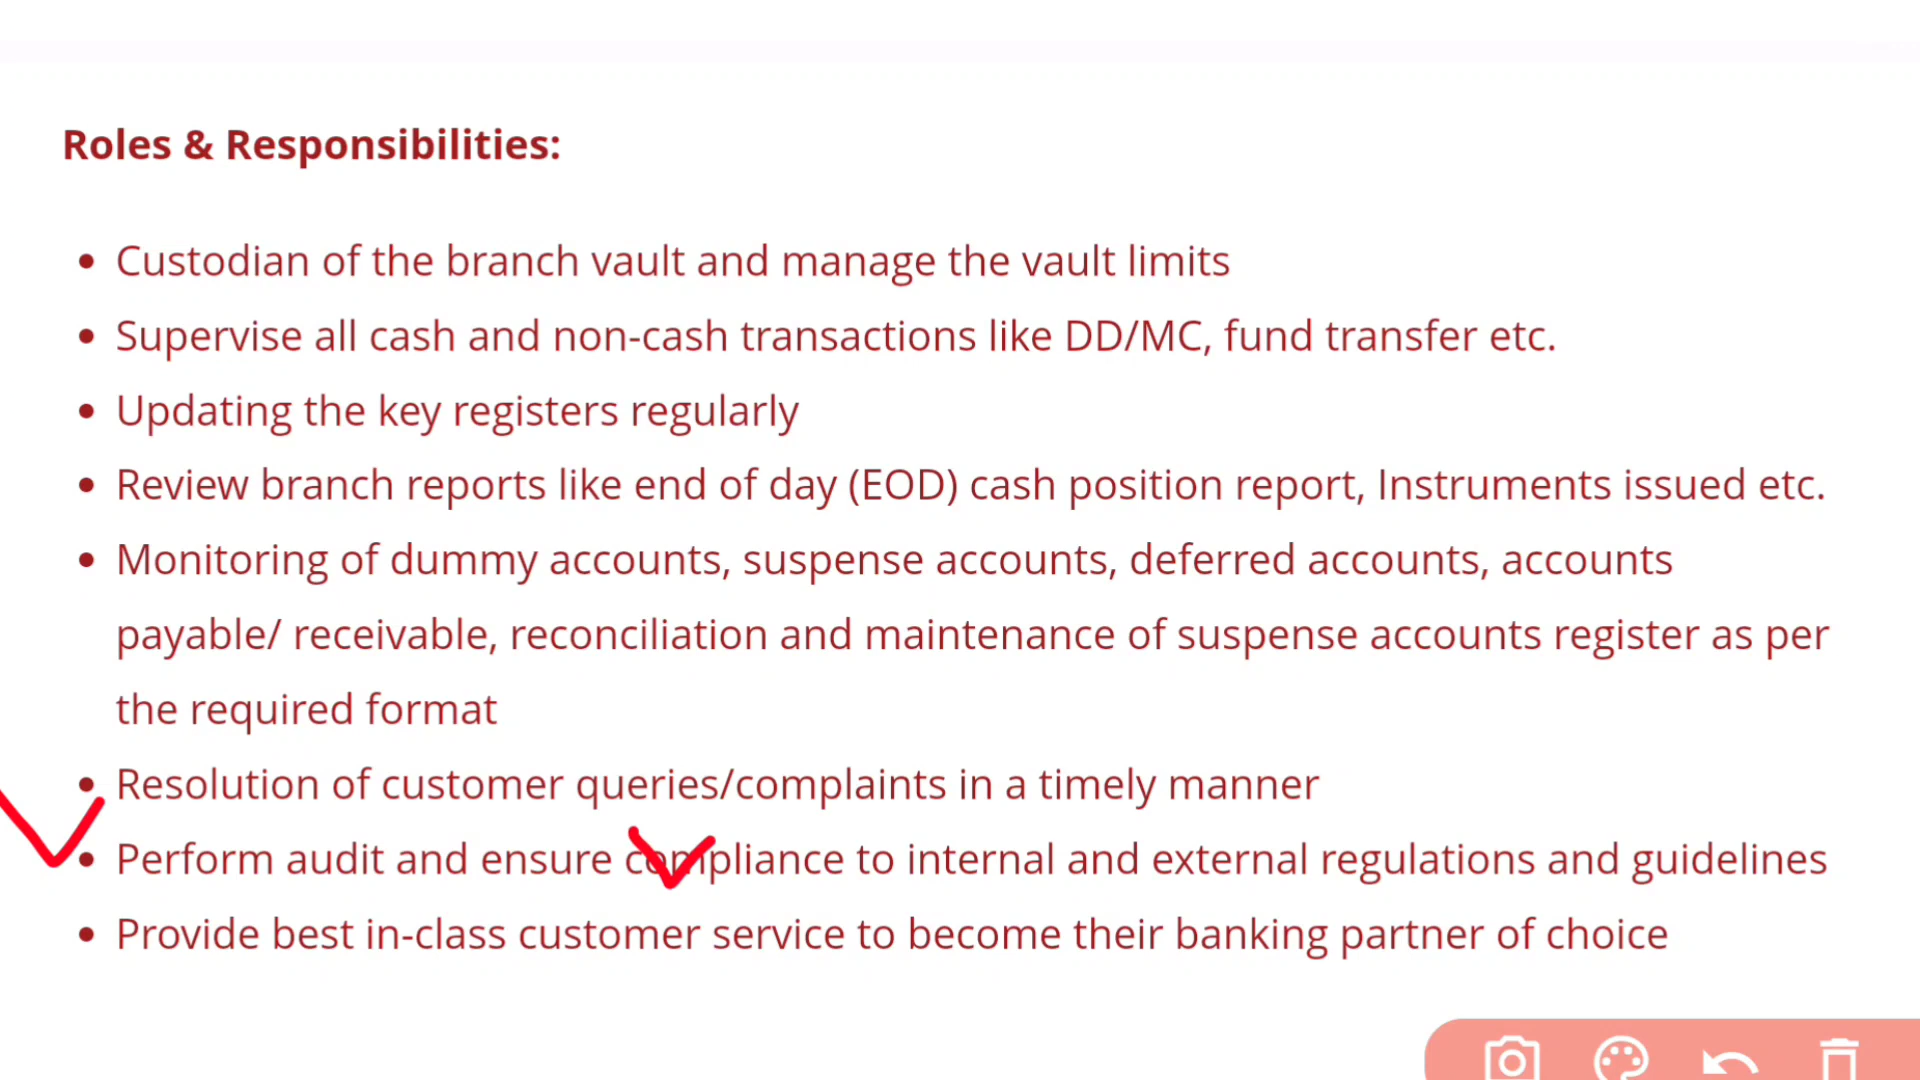 Roles & Responsibilities:
• Custodian of the branch vault and manage the vault limits
• Supervise all cash and non-cash transactions like DD/MC, fund transfer etc.
• Updating the key registers regularly
• Review branch reports like end of day (EOD) cash position report, Instruments issued etc.
• Monitoring of dummy accounts, suspense accounts, deferred accounts, accounts
payable/ receivable, reconciliation and maintenance of suspense accounts register as per
the required format
• Resolution of customer queries/complaints in a timely manner
• Perform audit and ensure compliance to internal and external regulations and guidelines
• Provide best in-class customer service to become their banking partner of choice